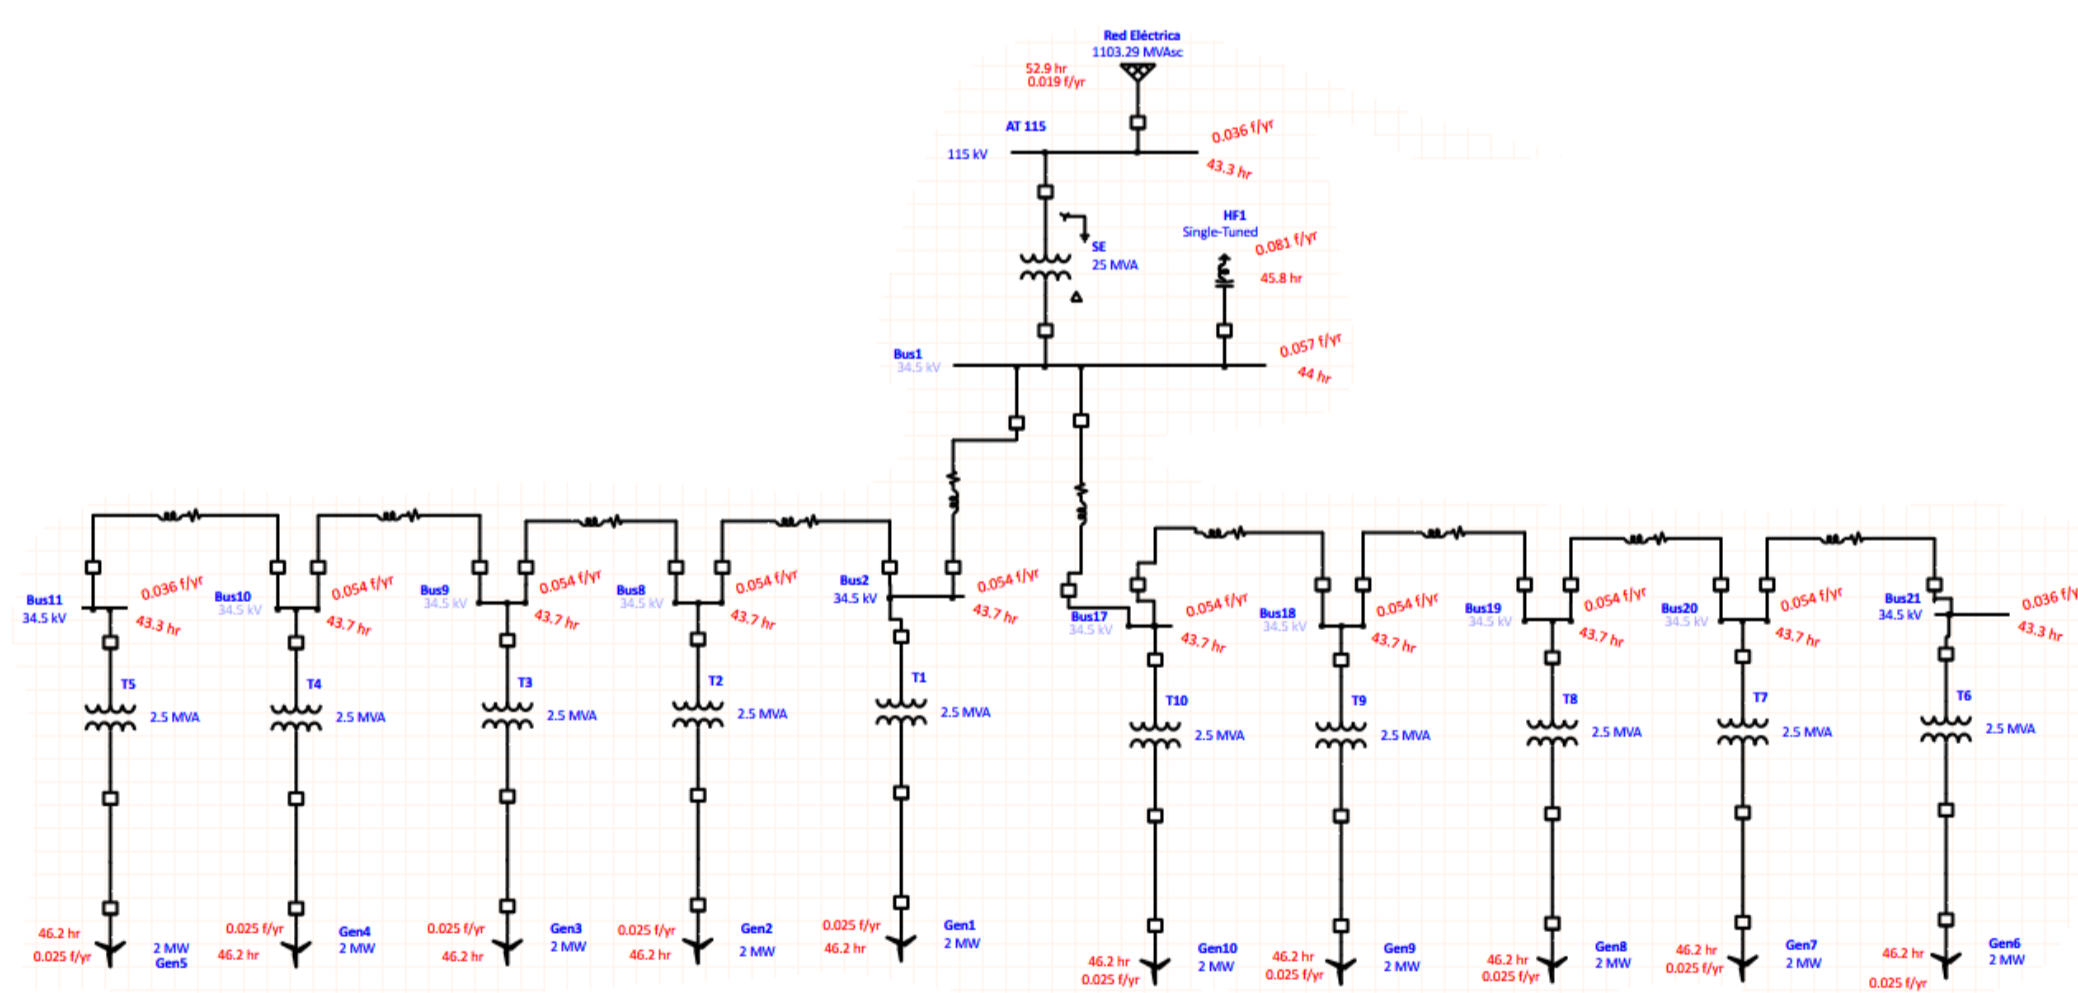 Red Eléctrica
1103.29 MVAsc
52.9 hr
0.019 f/yr
AT 115
115 kV
0.036 f/yr
43.3 hr
HF1
Single-Tuned
0.081 f/yr
45.8 hr
SE
25 MVA
Bus1
34.5 kV
0.057 f/yr
44 hr
Bus11
34.5 kV
0.036 f/yr
43.3 hr
Bus10
34.5 kV
0.054 f/yr
43.7 hr
Bus9
34.5 kV
0.054 f/yr
43.7 hr
Bus8
34.5 kV
0.054 f/yr
43.7 hr
Bus2
34.5 kV
0.054 f/yr
43.7 hr
Bus17
34.5 kV
0.054 f/yr
43.7 hr
Bus18
34.5 kV
0.054 f/yr
43.7 hr
Bus19
34.5 kV
0.054 f/yr
43.7 hr
Bus20
34.5 kV
0.054 f/yr
43.7 hr
Bus21
34.5 kV
0.036 f/y
43.3 hr
T5
2.5 MVA
T4
2.5 MVA
T3
2.5 MVA
T2
2.5 MVA
T1
2.5 MVA
T10
2.5 MVA
T9
2.5 MVA
T8
2.5 MVA
T7
2.5 MVA
T6
2.5 MVA
46.2 hr
0.025 f/yr
2 MW
Gen5
0.025 f/yr
46.2 hr
Gen4
2 MW
0.025 f/yr
46.2 hr
Gen3
2 MW
0.025 f/yr
46.2 hr
Gen2
2 MW
0.025 f/yr
46.2 hr
Gen1
2 MW
46.2 hr
0.025 f/yr
Gen10
2 MW
46.2 hr
0.025 f/yr
Gen9
2 MW
46.2 hr
0.025 f/yr
Gen8
2 MW
46.2 hr
0.025 f/yr
Gen7
2 MW
46.2 hr
0.025 f/yr
Gen6
2 MW